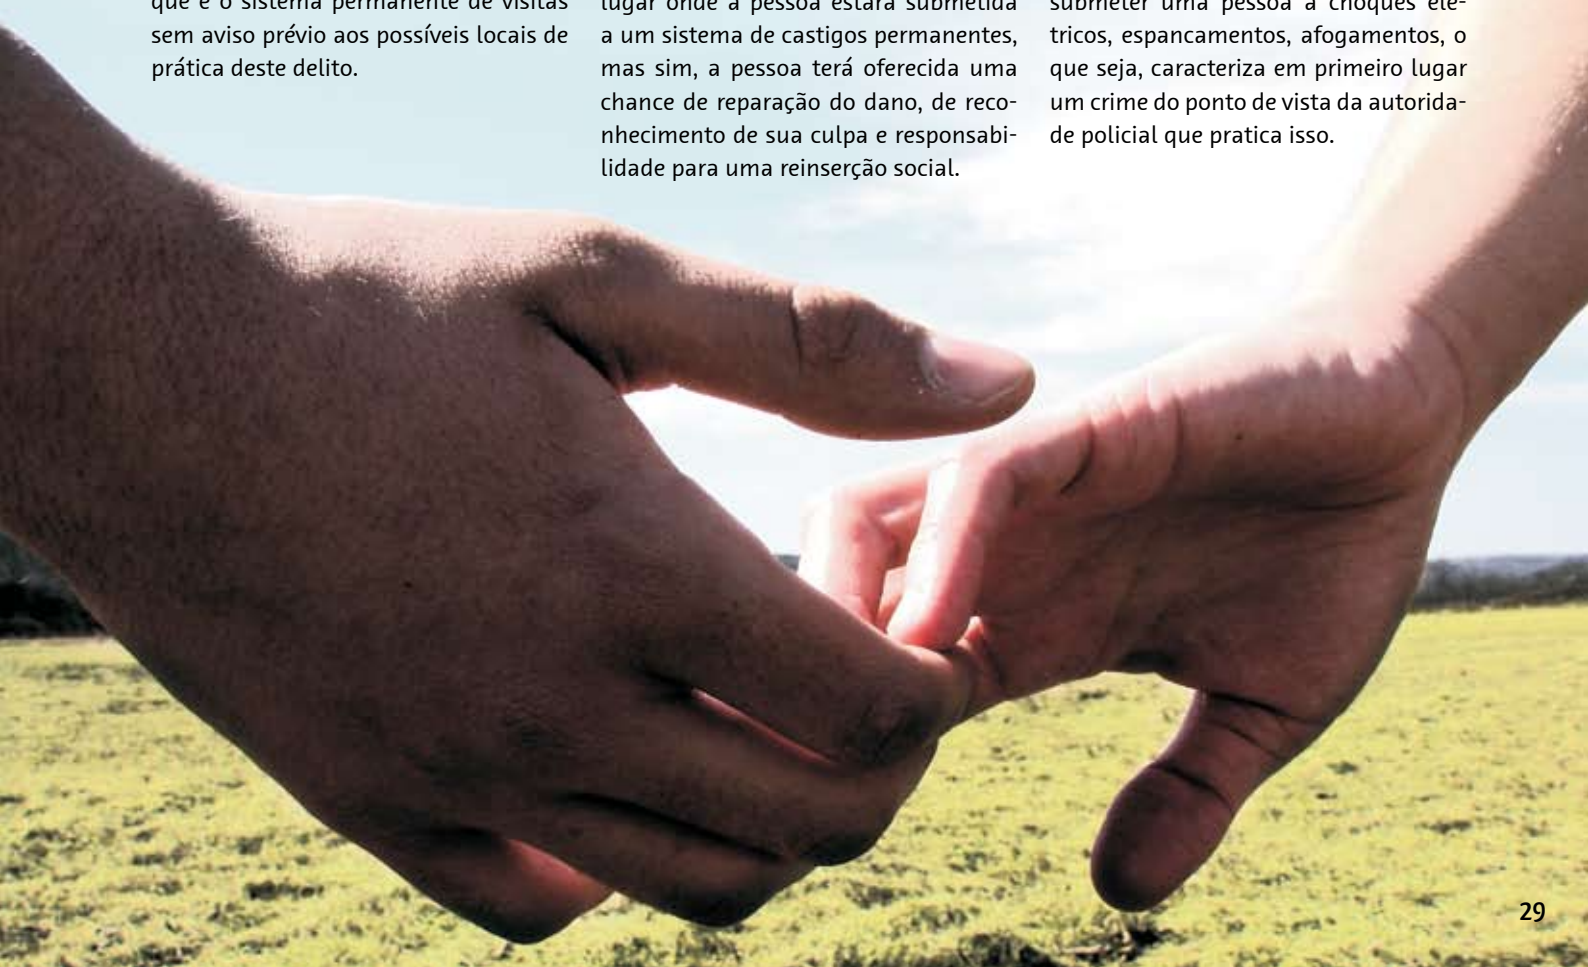 que é o sistema permanente de visitas
sem aviso prévio aos possíveis locais de
prática deste delito.
lugar onde a pessoa estará submetida
a um sistema de castigos permanentes,
mas sim, a pessoa terá oferecida uma
chance de reparação do dano, de reco-
nhecimento de sua culpa e responsabi-
lidade para uma reinserção social.
submeter uma pessoa a choques elé-
tricos, espancamentos, afogamentos, o
que seja, caracteriza em primeiro lugar
um crime do ponto de vista da autorida-
de policial que pratica isso.
29